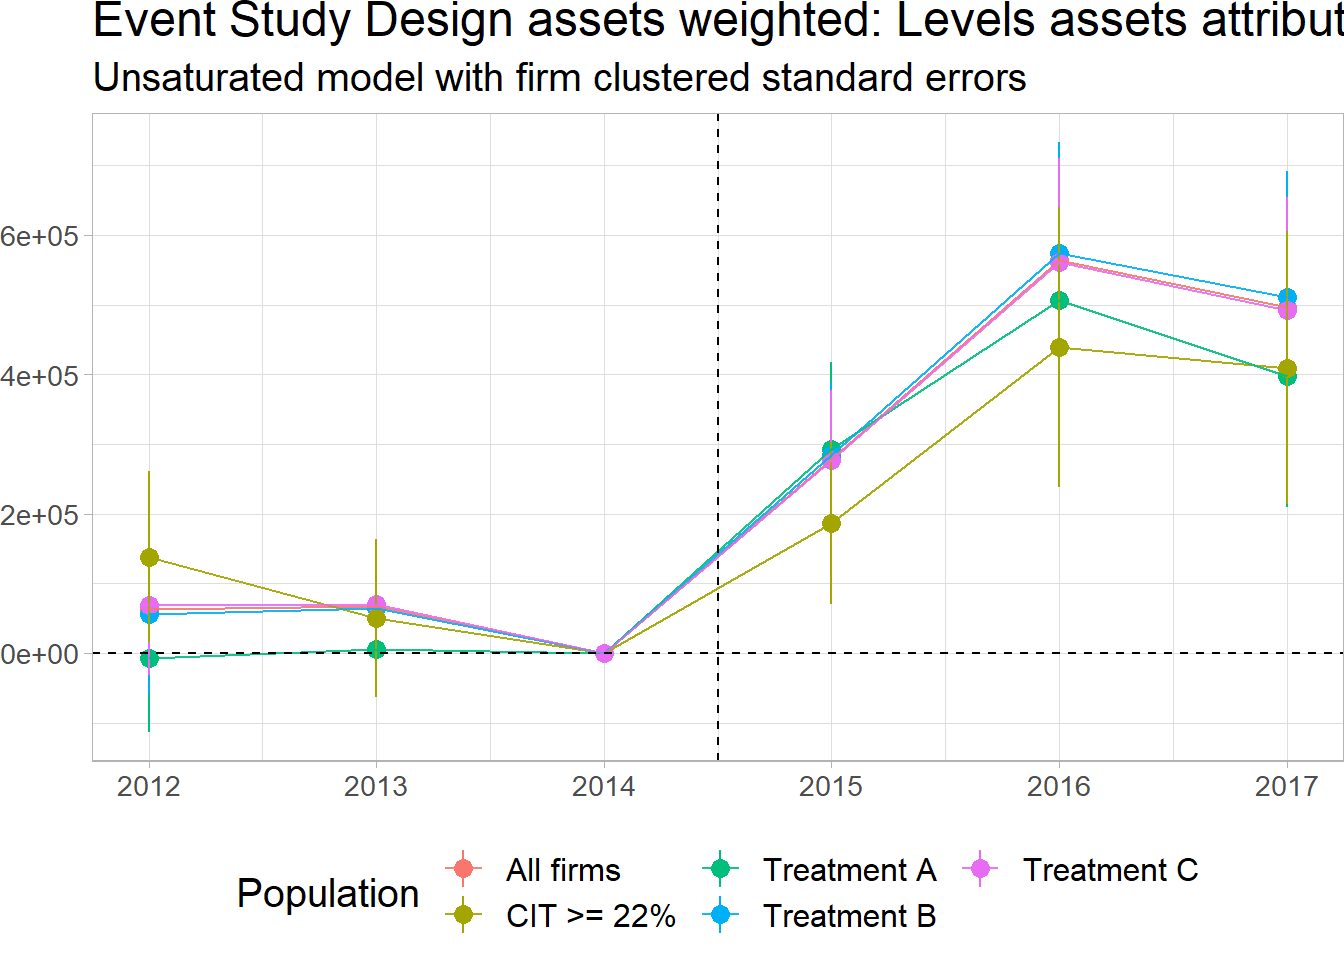 Event Study Design assets weighted: Levels assets attribut
Unsaturated model with firm clustered standard errors
6e+05
4e+05
2e+05
0e+00
2012 2013 2014 2015 2016 2017
Population
All firms
CIT >= 22%
Treatment A
Treatment B
Treatment C